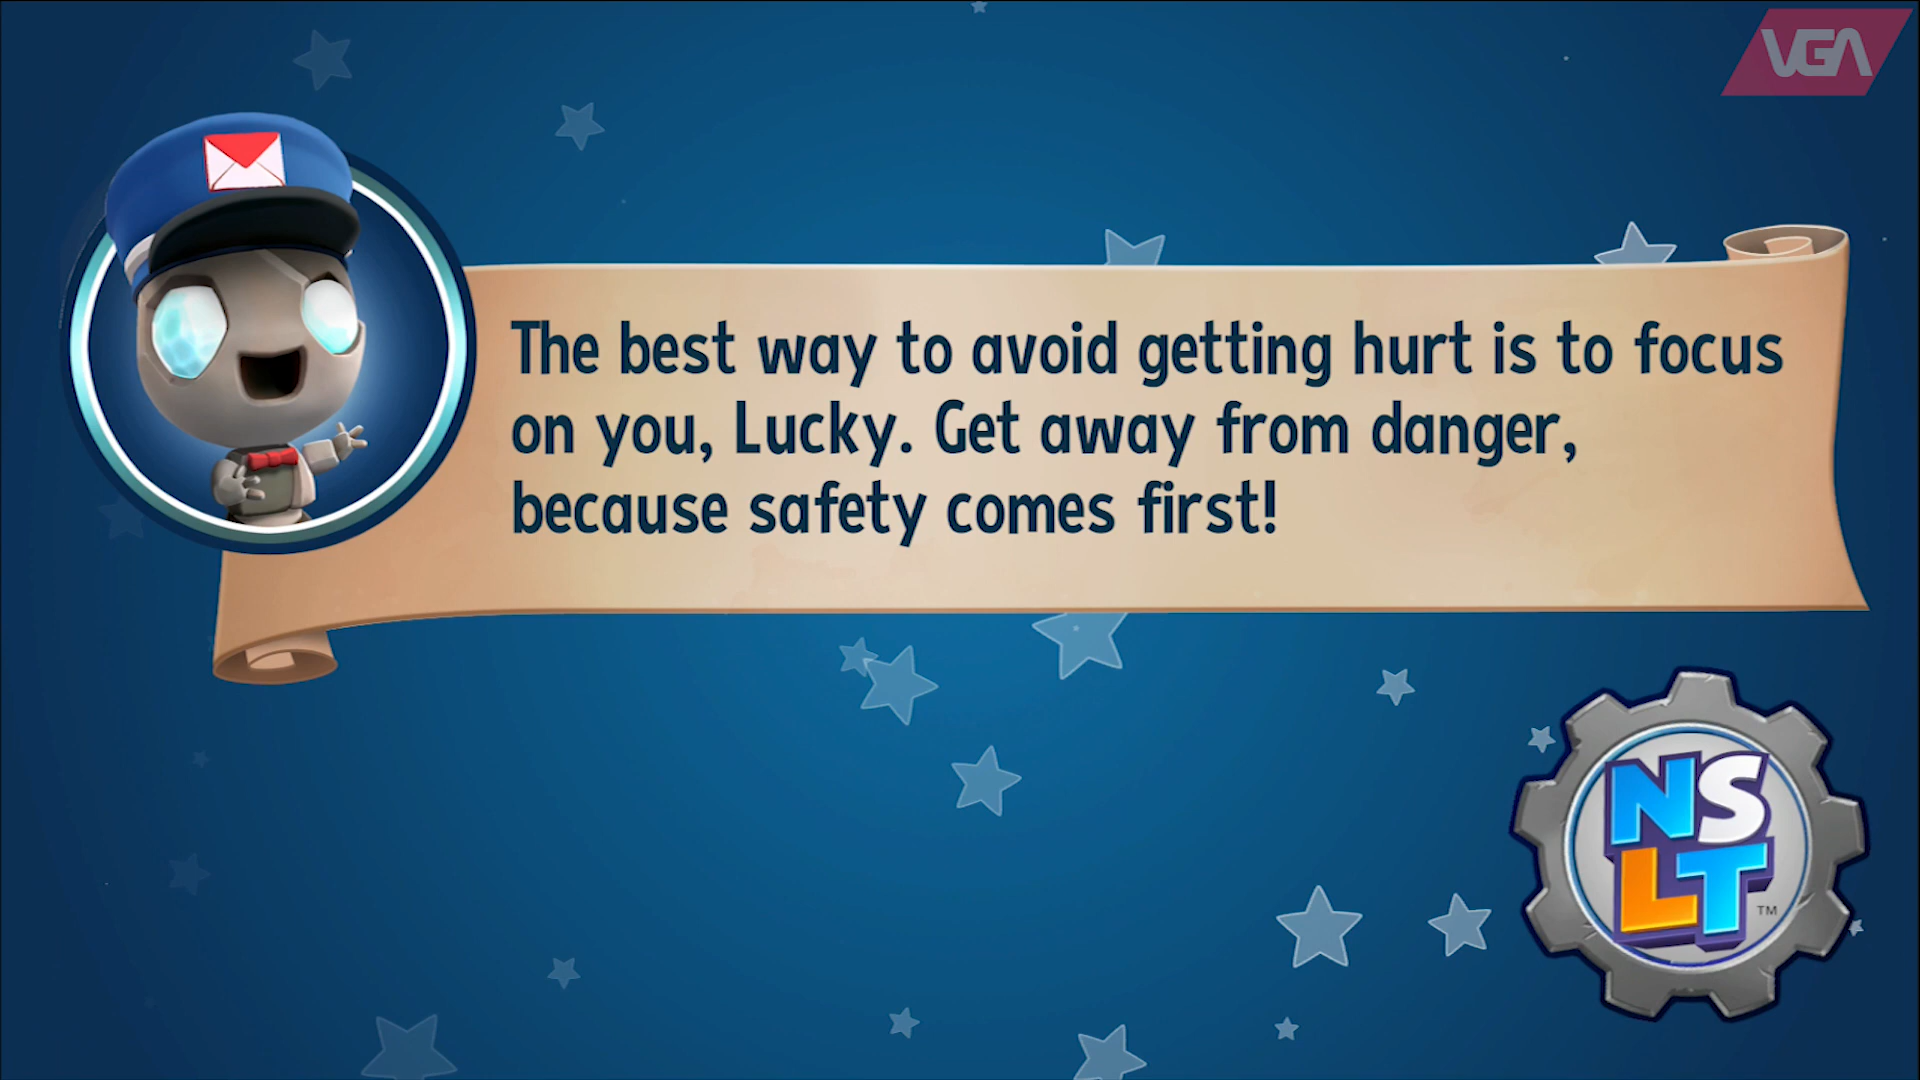 VGA
The best way to avoid getting hurt is to focus
on you, Lucky. Get away from danger,
because safety comes first!
NS
LT
TM